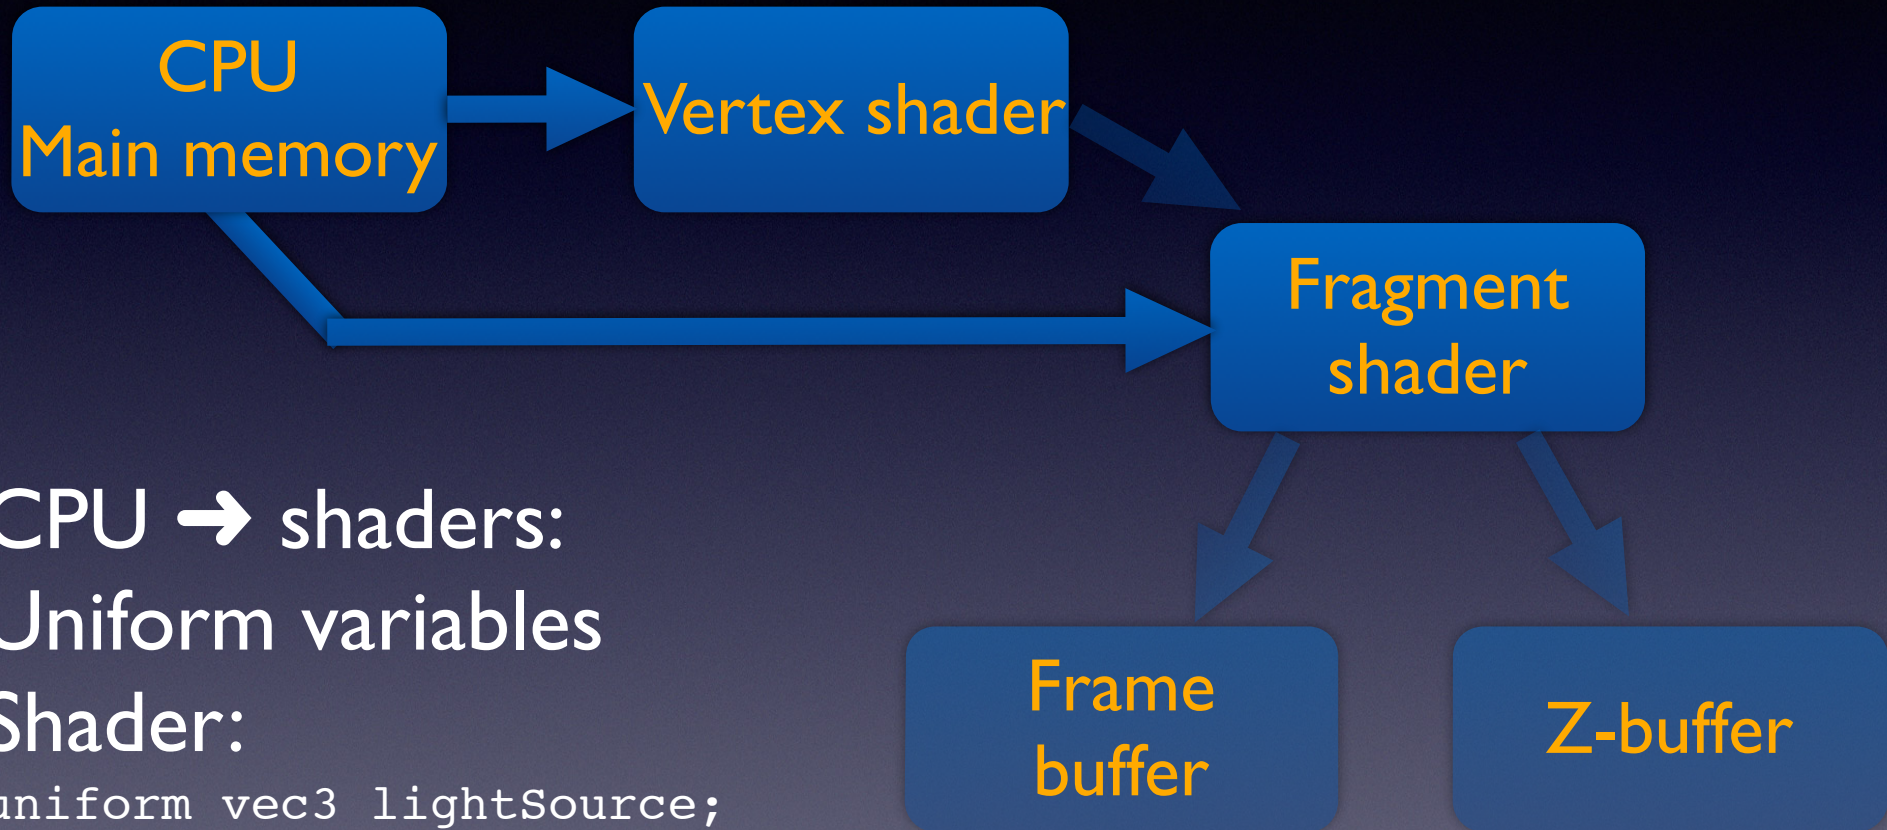 CPU
Main memory
Vertex shader
Fragment
shader
CPU ➜ shaders:
Uniform variables
Shader:
uniform vec3 lightSource;
Frame
buffer
Z-buffer